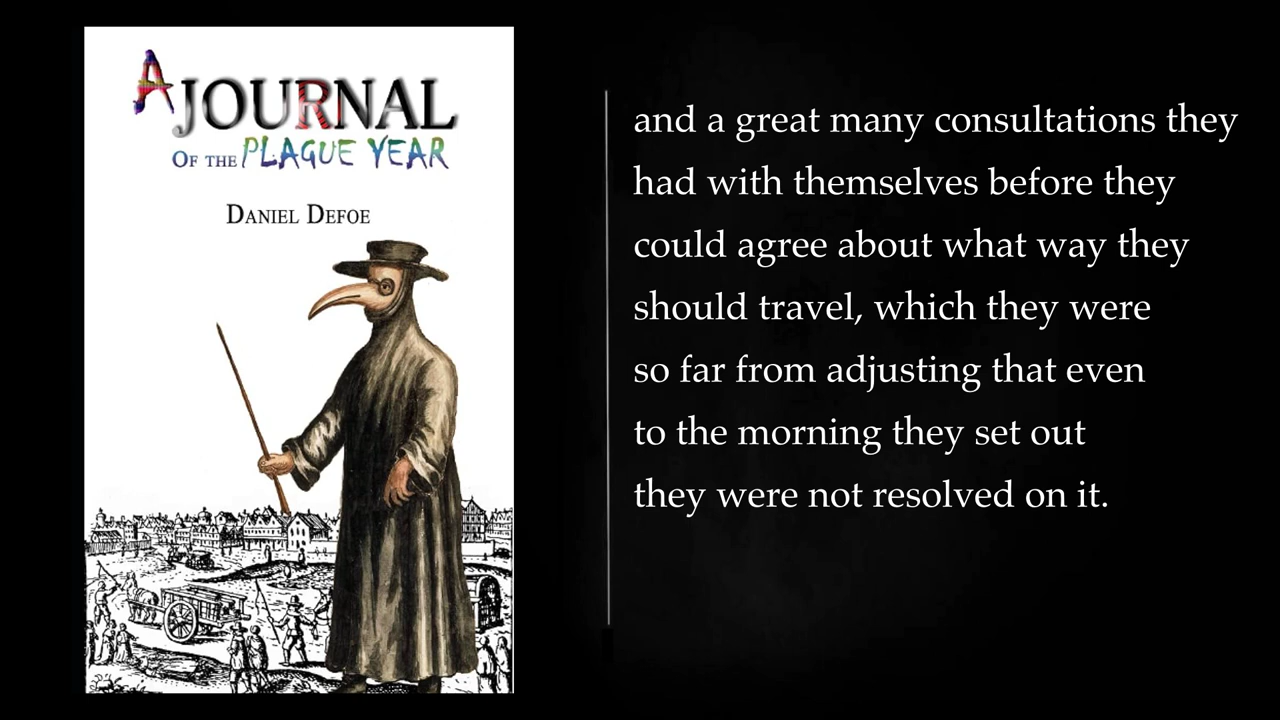 A JOURNAL
OF THE PLAGUE YEAR
DANIEL DEFOE
and a great many consultations they
had with themselves before they
could agree about what way they
should travel, which they were
so far from adjusting that even
to the morning they set out
they were not resolved on it.